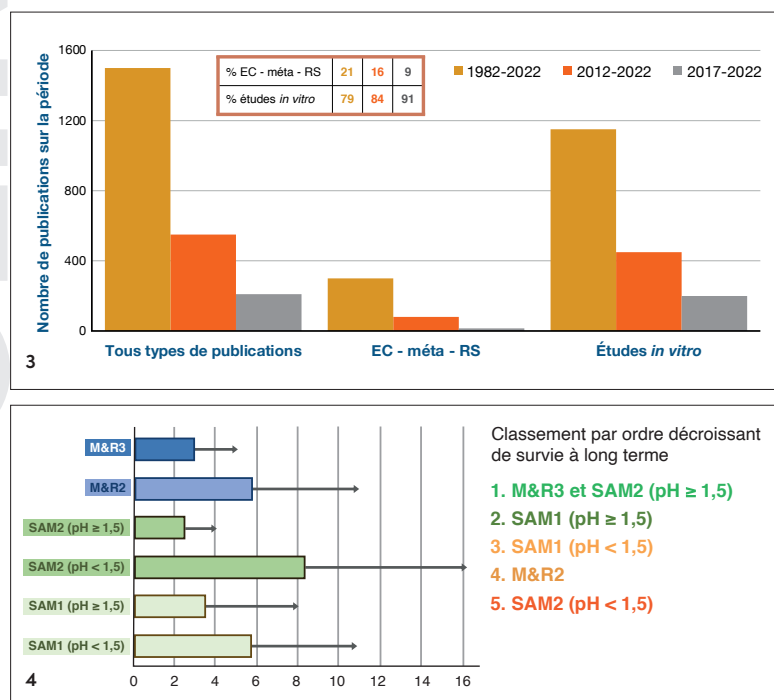 1600
1200
800
400
0
Nombre de publications sur la période
% EC - méta - RS 21 16 9
% études in vitro 79 84 91
1982-2022 2012-2022 2017-2022
Tous types de publications EC - méta - RS Études in vitro
3
M&R3
M&R2
SAM2 (pH ≥ 1,5)
SAM2 (pH < 1,5)
SAM1 (pH ≥ 1,5)
SAM1 (pH < 1,5)
0 2 4 6 8 10 12 14 16
4
Classement par ordre décroissant
de survie à long terme
1. M&R3 et SAM2 (pH ≥ 1,5)
2. SAM1 (pH ≥ 1,5)
3. SAM1 (pH < 1,5)
4. M&R2
5. SAM2 (pH < 1,5)